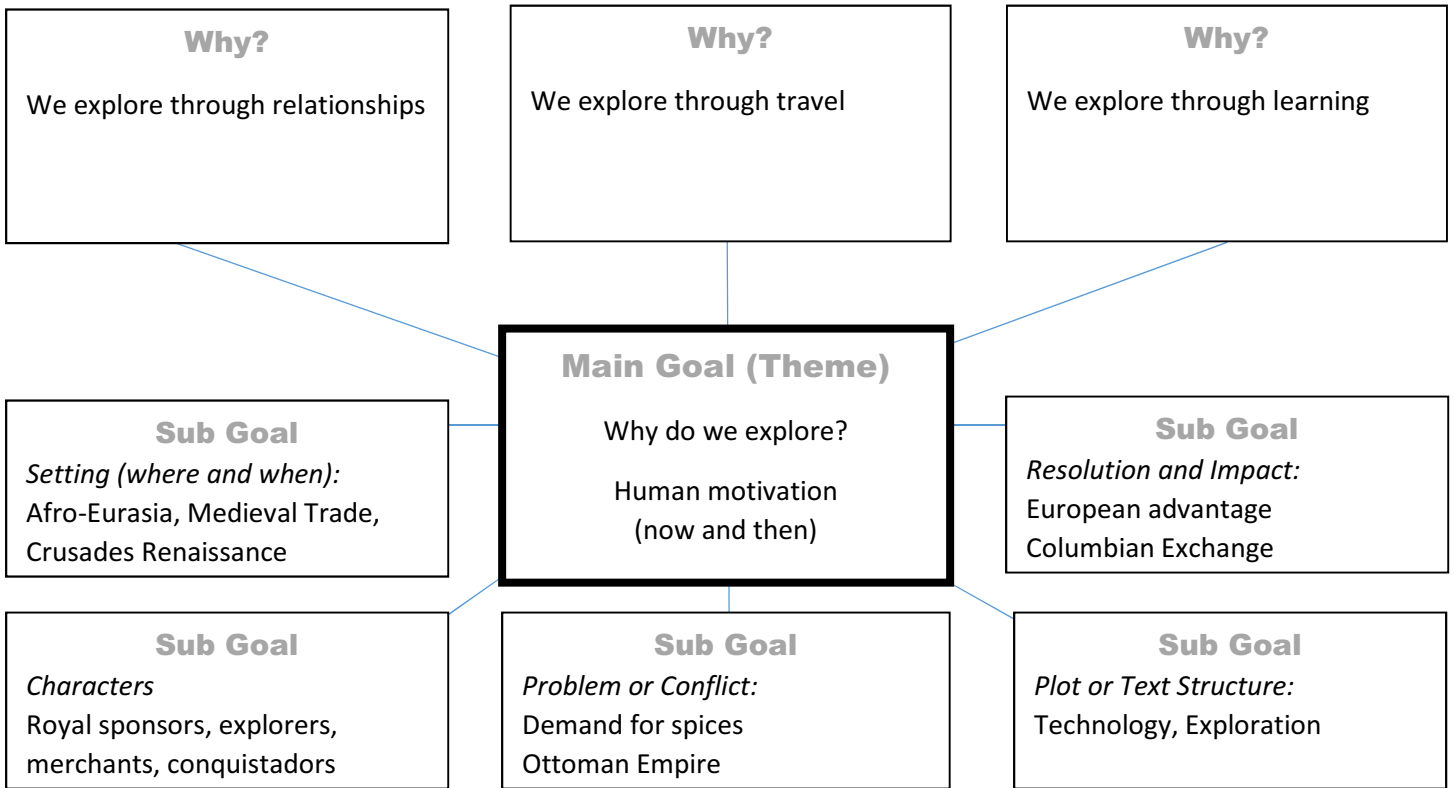 Why?
We explore through relationships
Why?
We explore through travel
Why?
We explore through learning
Main Goal (Theme)
Why do we explore?
Human motivation
(now and then)
Sub Goal
Setting (where and when):
Afro-Eurasia, Medieval Trade,
Crusades Renaissance
Sub Goal
Resolution and Impact:
European advantage
Columbian Exchange
Sub Goal
Characters
Royal sponsors, explorers,
merchants, conquistadors
Sub Goal
Problem or Conflict:
Demand for spices
Ottoman Empire
Sub Goal
Plot or Text Structure:
Technology, Exploration